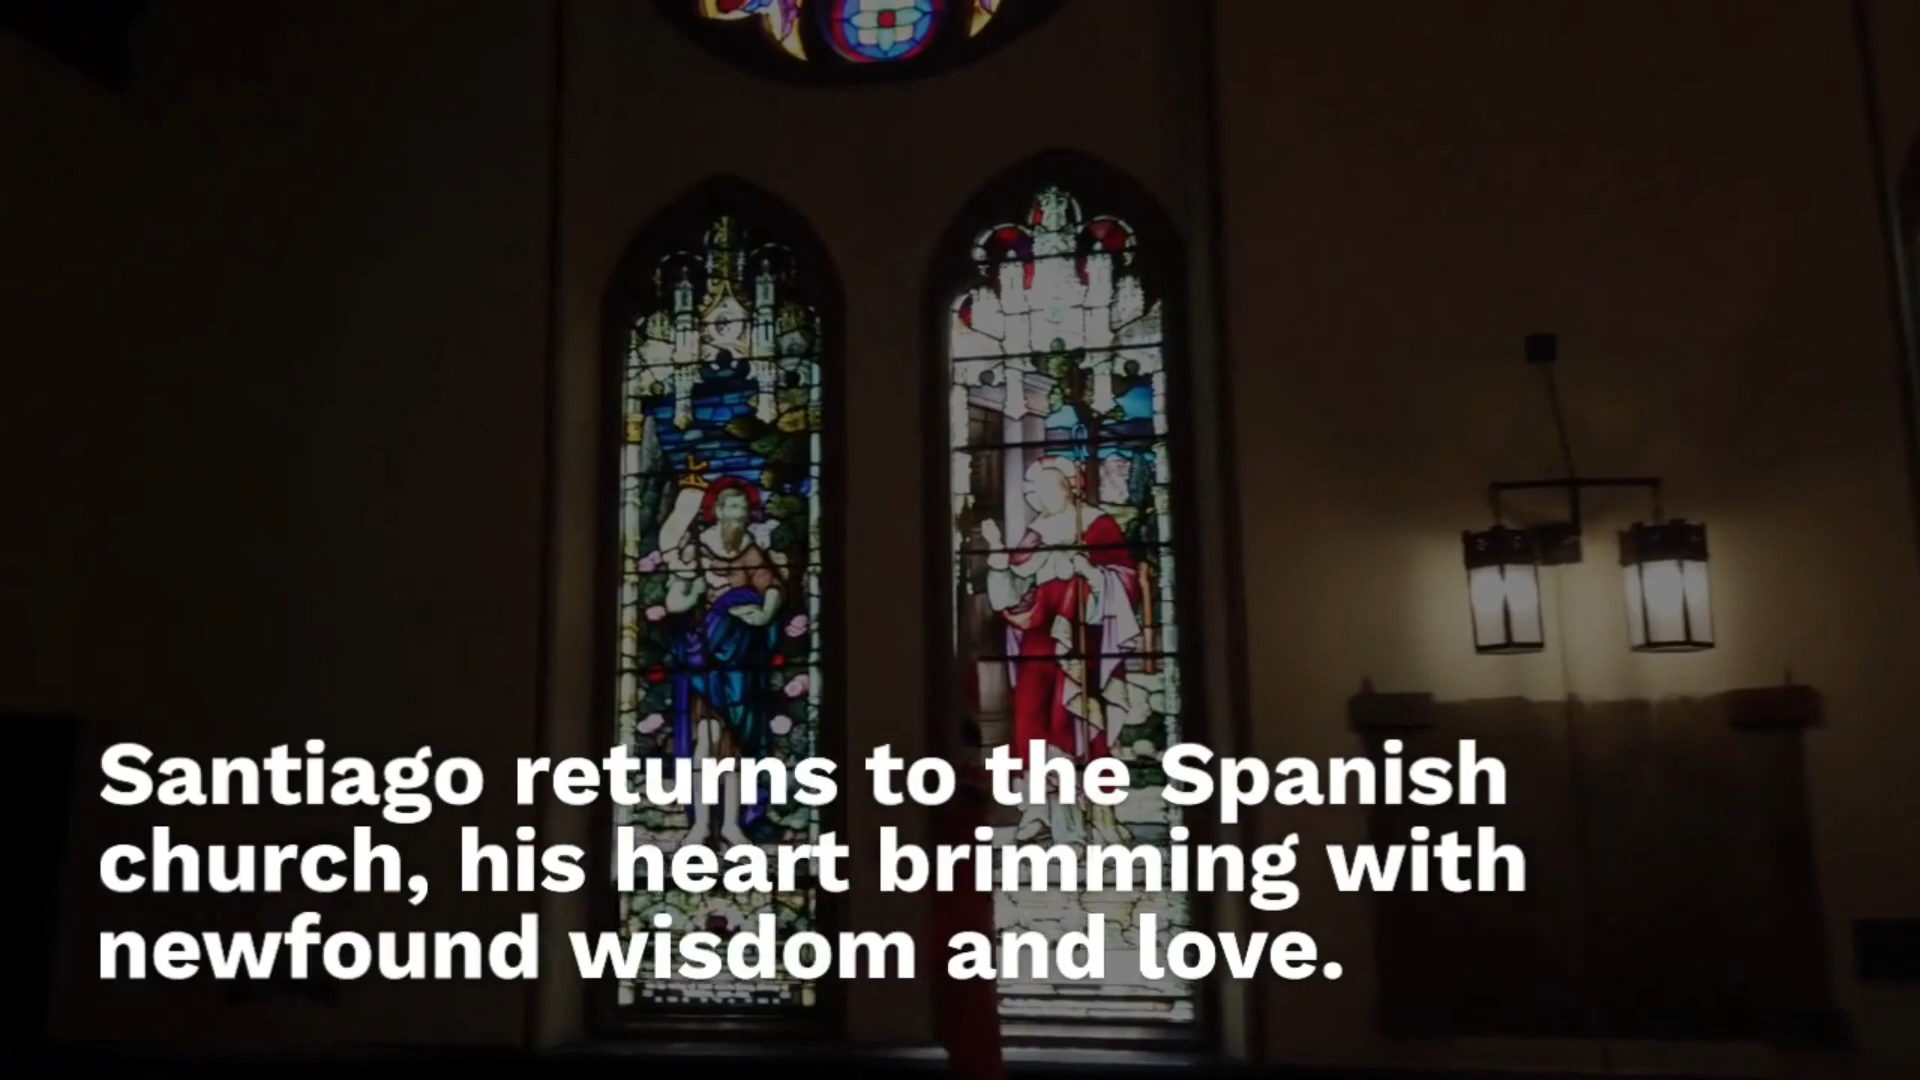 Santiago returns to the Spanish
church, his heart brimming with
newfound wisdom and love.